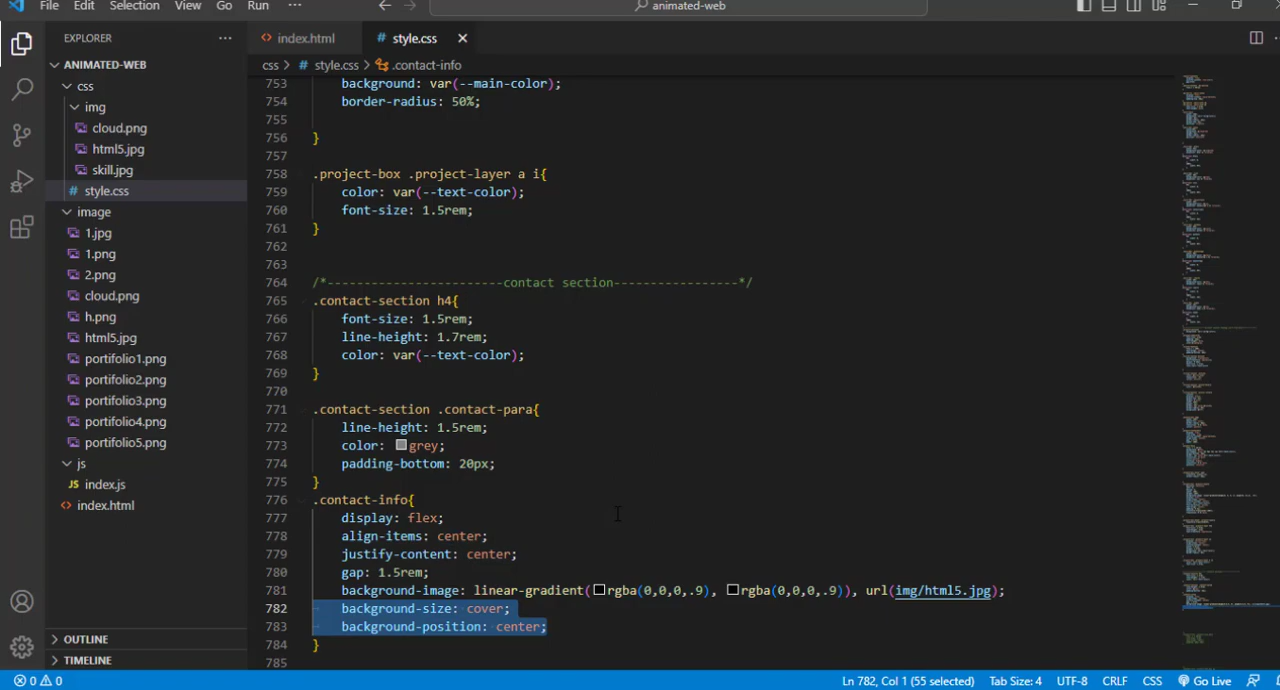 File Edit Selection View Go Run ··· animated-web
EXPLORER ···
index.html
# style.css
css > # style.css > .contact-info
ANIMATED-WEB
css
img
cloud.png
html5.jpg
skill.jpg
# style.css
image
1.jpg
1.png
2.png
cloud.png
h.png
html5.jpg
portifolio1.png
portifolio2.png
portifolio3.png
portifolio4.png
portifolio5.png
js
JS index.js
index.html
OUTLINE
TIMELINE
753 background: var(--main-color);
754 border-radius: 50%;
755
756 }
757
758 .project-box .project-layer a i{
759 color: var(--text-color);
760 font-size: 1.5rem;
761 }
762
763
764 /*------------------------contact section-----------------*/
765 .contact-section h4{
766 font-size: 1.5rem;
767 line-height: 1.7rem;
768 color: var(--text-color);
769 }
770
771 .contact-section .contact-para{
772 line-height: 1.5rem;
773 color: grey;
774 padding-bottom: 20px;
775 }
776 .contact-info{
777 display: flex;
778 align-items: center;
779 justify-content: center;
780 gap: 1.5rem;
781 background-image: linear-gradient(rgba(0,0,0,.9), rgba(0,0,0,.9)), url(img/html5.jpg);
782 background-size: cover;
783 background-position: center;
784 }
785
0 0 Ln 782, Col 1 (55 selected) Tab Size: 4 UTF-8 CRLF CSS Go Live